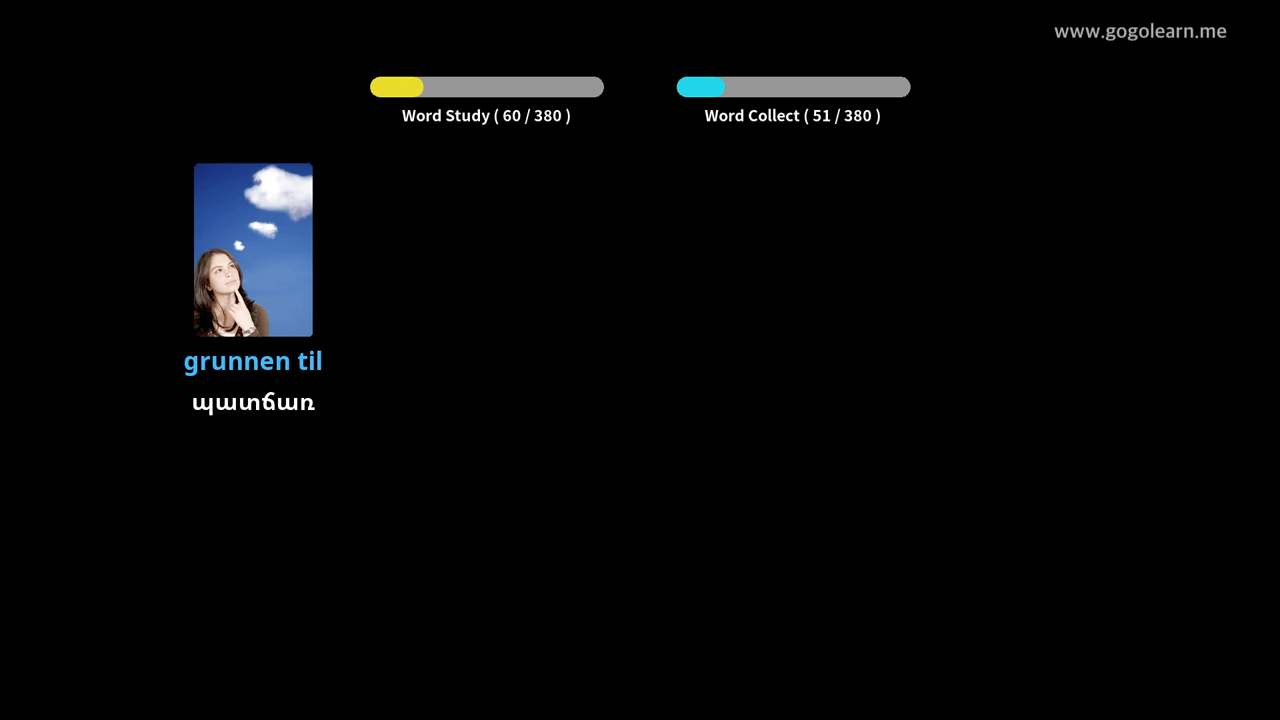 www.gogolearn.me
Word Study ( 60 / 380 )
Word Collect ( 51 / 380 )
grunnen til
պատճառ